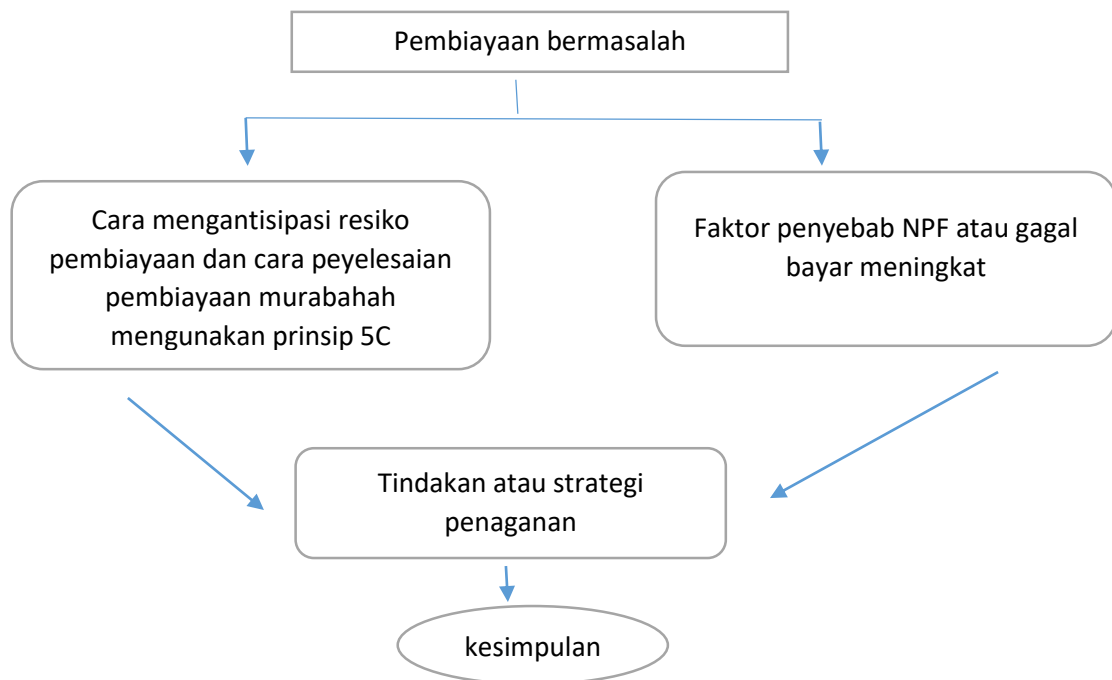 Pembiayaan bermasalah
Cara mengantisipasi resiko
pembiayaan dan cara peyelesaian
pembiayaan murabahah
mengunakan prinsip 5C
Faktor penyebab NPF atau gagal
bayar meningkat
Tindakan atau strategi
penaganan
kesimpulan